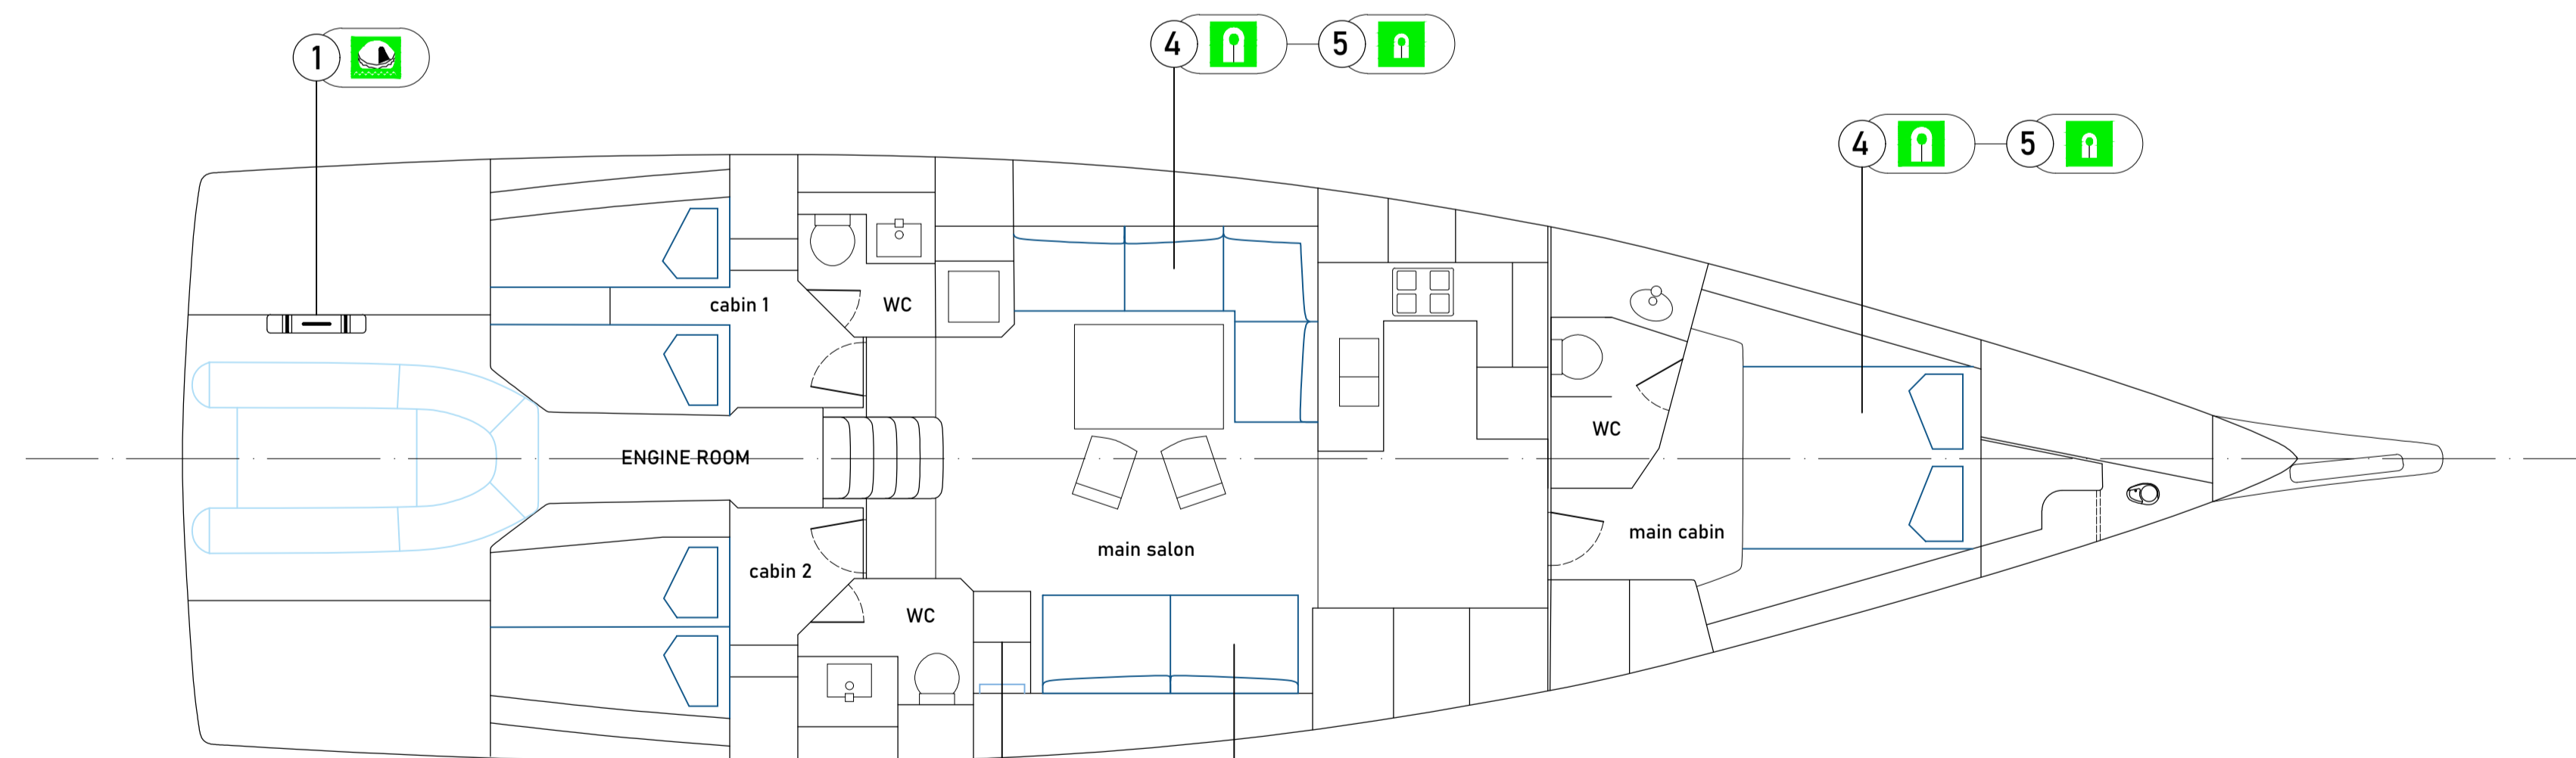 1
4
5
4
5
cabin 1
WC
ENGINE ROOM
WC
main salon
main cabin
cabin 2
WC